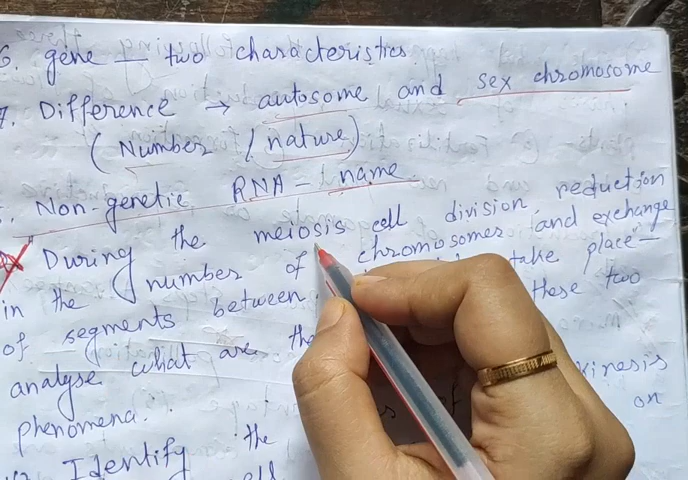 6. gene — two characteristics.
7. Difference → autosome and sex chromosome
(Number / nature)
Non-genetic RNA - name
During the meiosis cell division reduction
in the number of chromosomes and exchange
of segments between take place -
analyse what are the these two
phenomena. kinesis
Identify the on